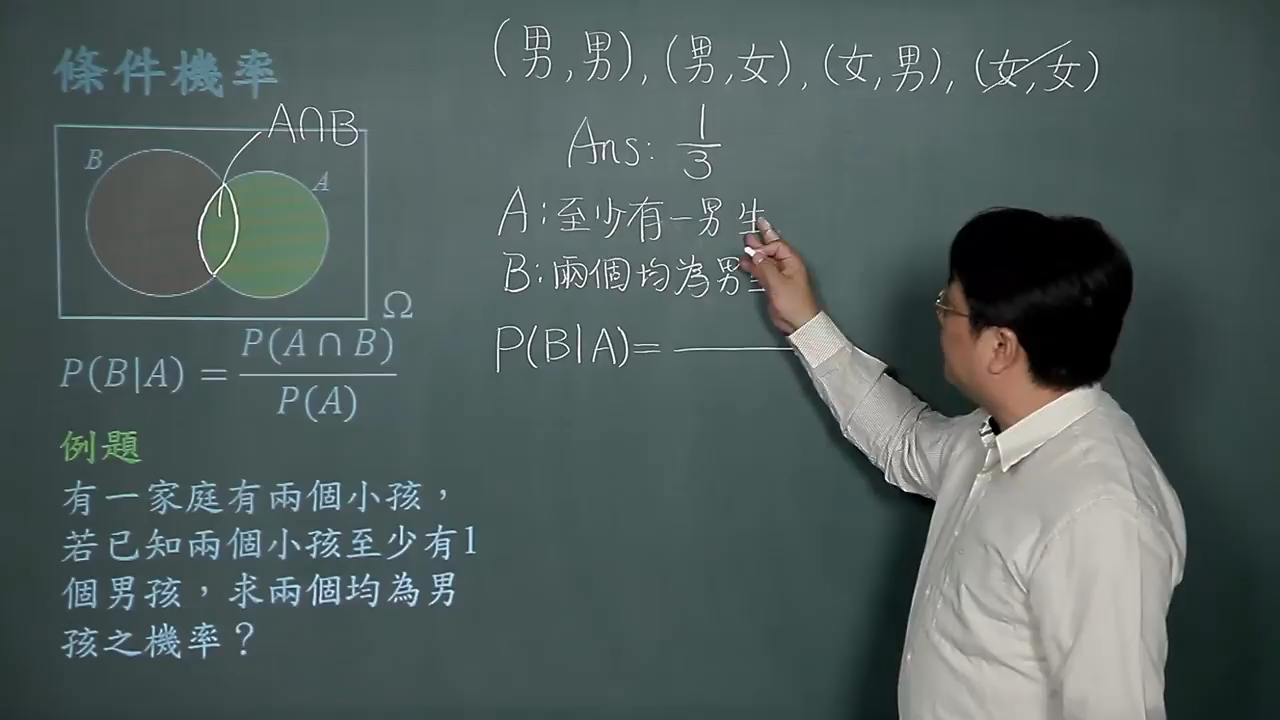 條件機率
A∩B
B
A
Ω
P(B|A) = P(A ∩ B) / P(A)
例題
有一家庭有兩個小孩，
若已知兩個小孩至少有1
個男孩，求兩個均為男
孩之機率？
(男,男), (男,女), (女,男), (女,女)
Ans: 1/3
A:至少有一男生
B:兩個均為男生
P(B|A)=